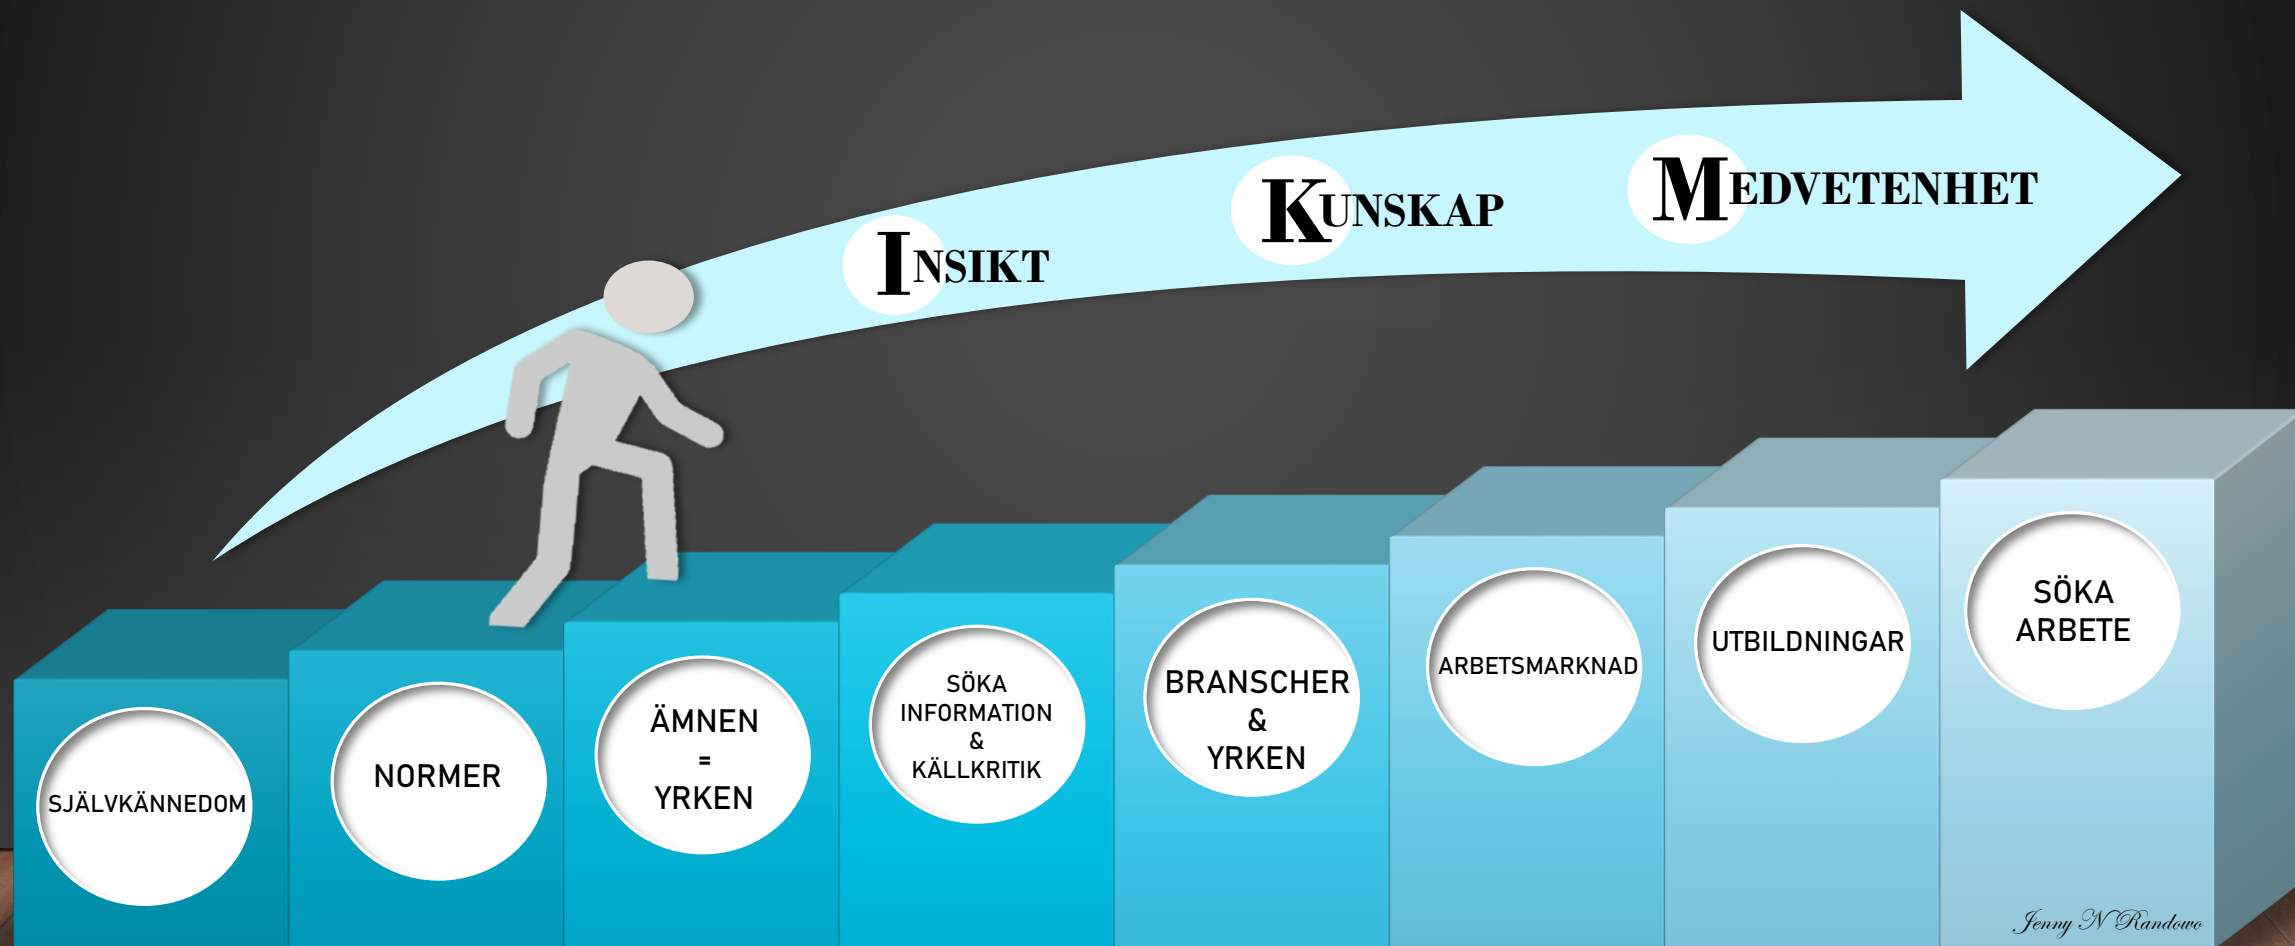 INSIKT
KUNSKAP
MEDVETENHET
SJÄLVKÄNNEDOM
NORMER
ÄMNEN
=
YRKEN
SÖKA
INFORMATION
&
KÄLLKRITIK
BRANSCHER
&
YRKEN
ARBETSMARKNAD
UTBILDNINGAR
SÖKA
ARBETE
Jenny N Randowo